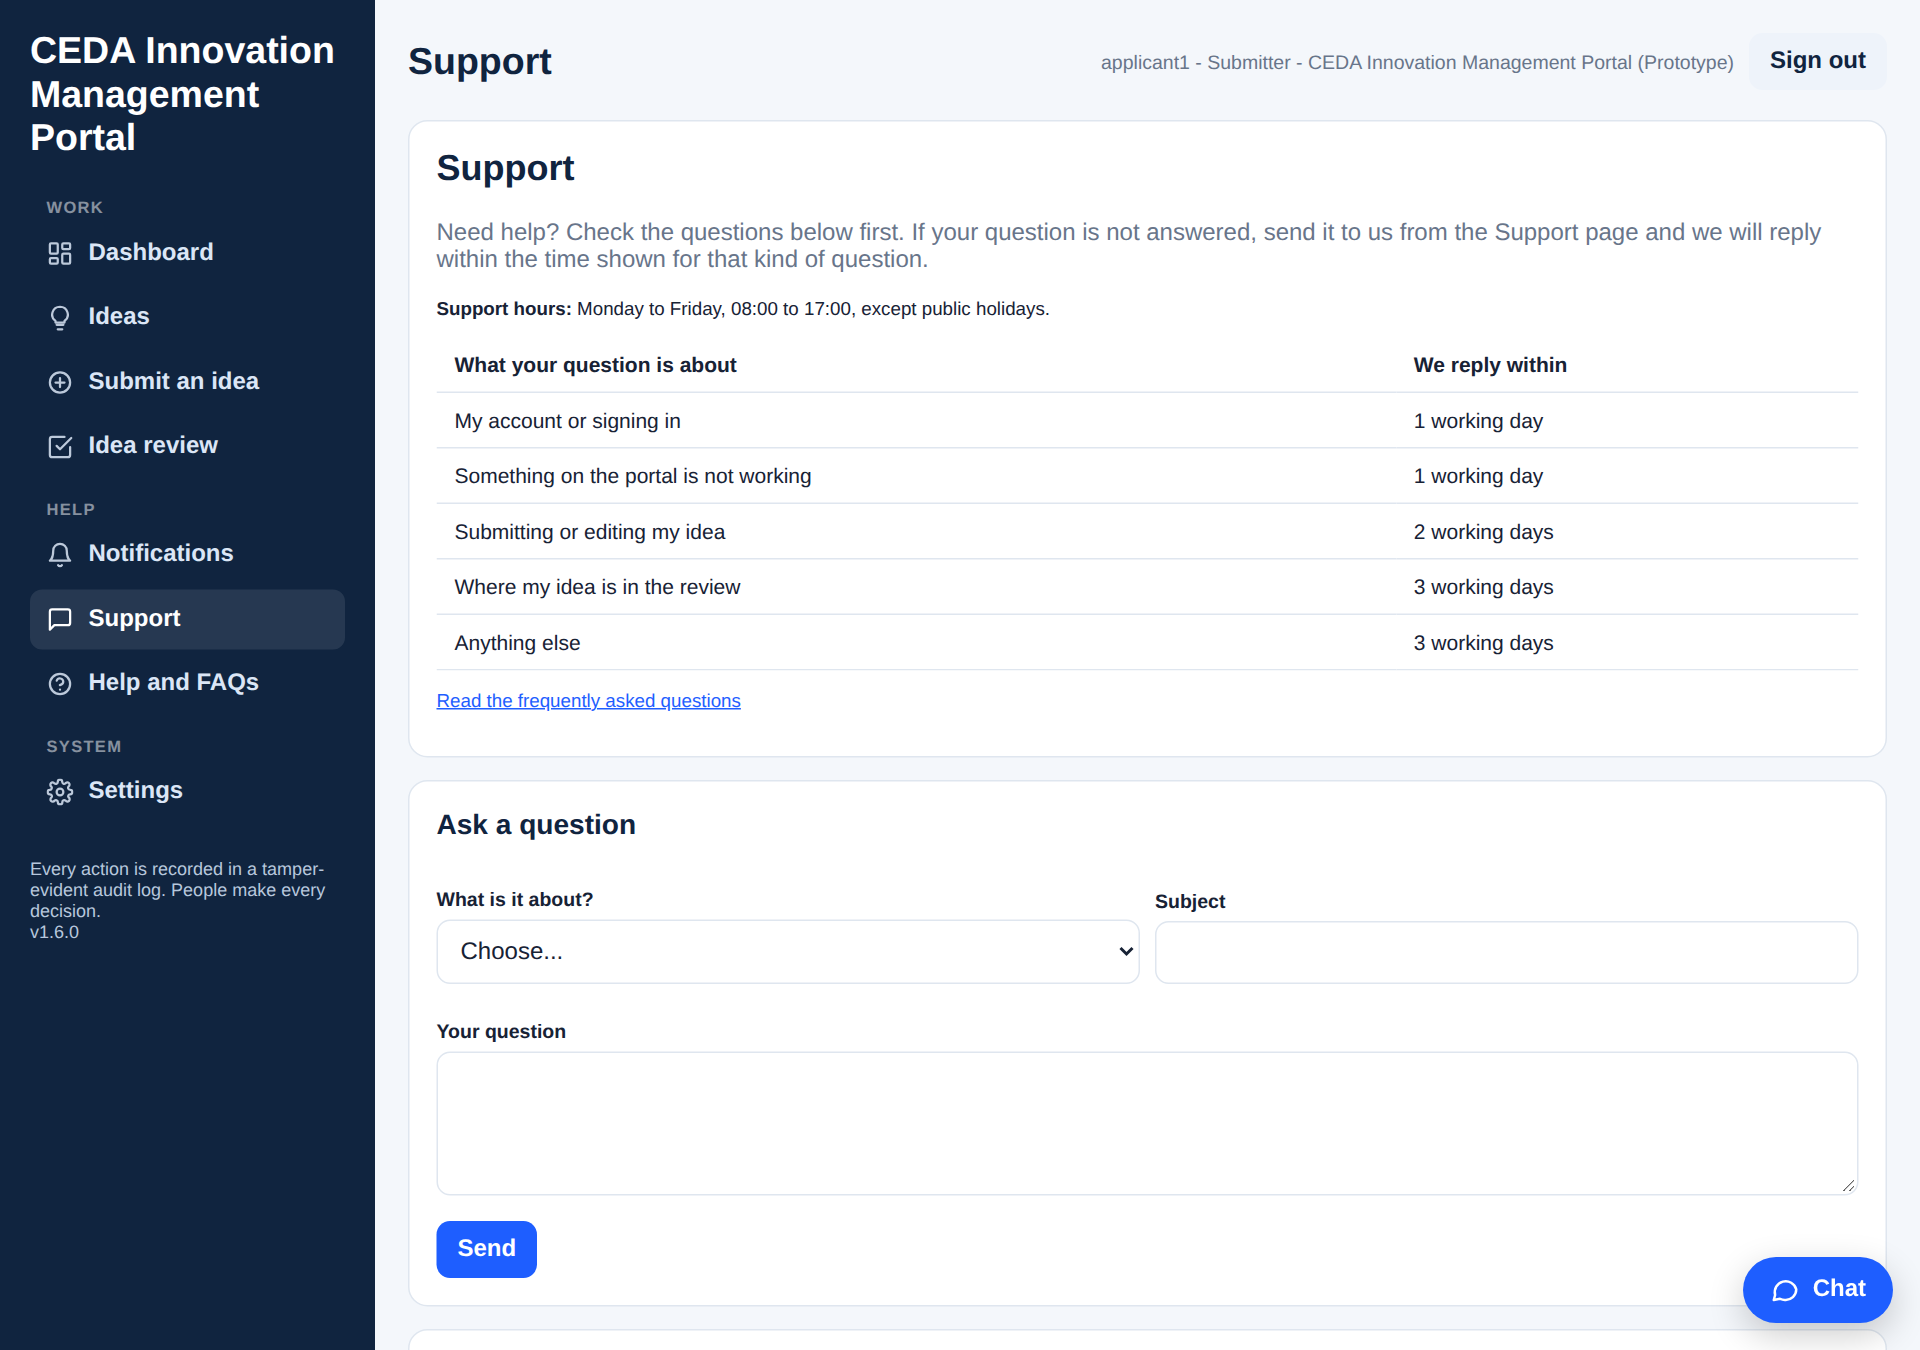 CEDA Innovation
Management
Portal
WORK
Dashboard
Ideas
Submit an idea
Idea review
HELP
Notifications
Support
Help and FAQs
SYSTEM
Settings
Every action is recorded in a tamper-
evident audit log. People make every
decision.
v1.6.0
Support
applicant1 - Submitter - CEDA Innovation Management Portal (Prototype)
Sign out
Support
Need help? Check the questions below first. If your question is not answered, send it to us from the Support page and we will reply
within the time shown for that kind of question.
Support hours: Monday to Friday, 08:00 to 17:00, except public holidays.
What your question is about We reply within
My account or signing in 1 working day
Something on the portal is not working 1 working day
Submitting or editing my idea 2 working days
Where my idea is in the review 3 working days
Anything else 3 working days
Read the frequently asked questions
Ask a question
What is it about? Subject
Choose...
Your question
Send
Chat